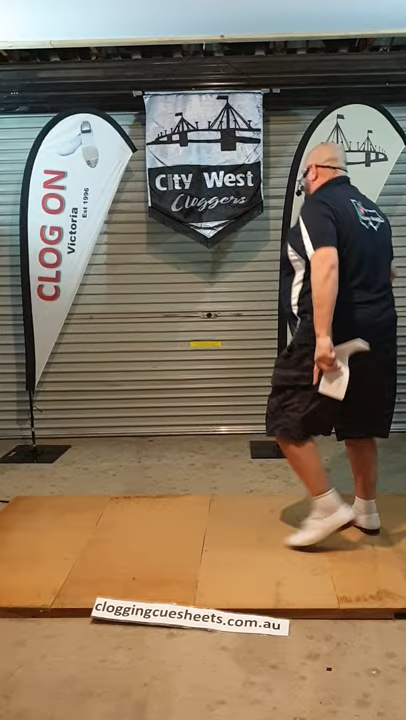 CLOG ON
Victoria
Est 1996
City West
Cloggers
cloggingcuesheets.com.au